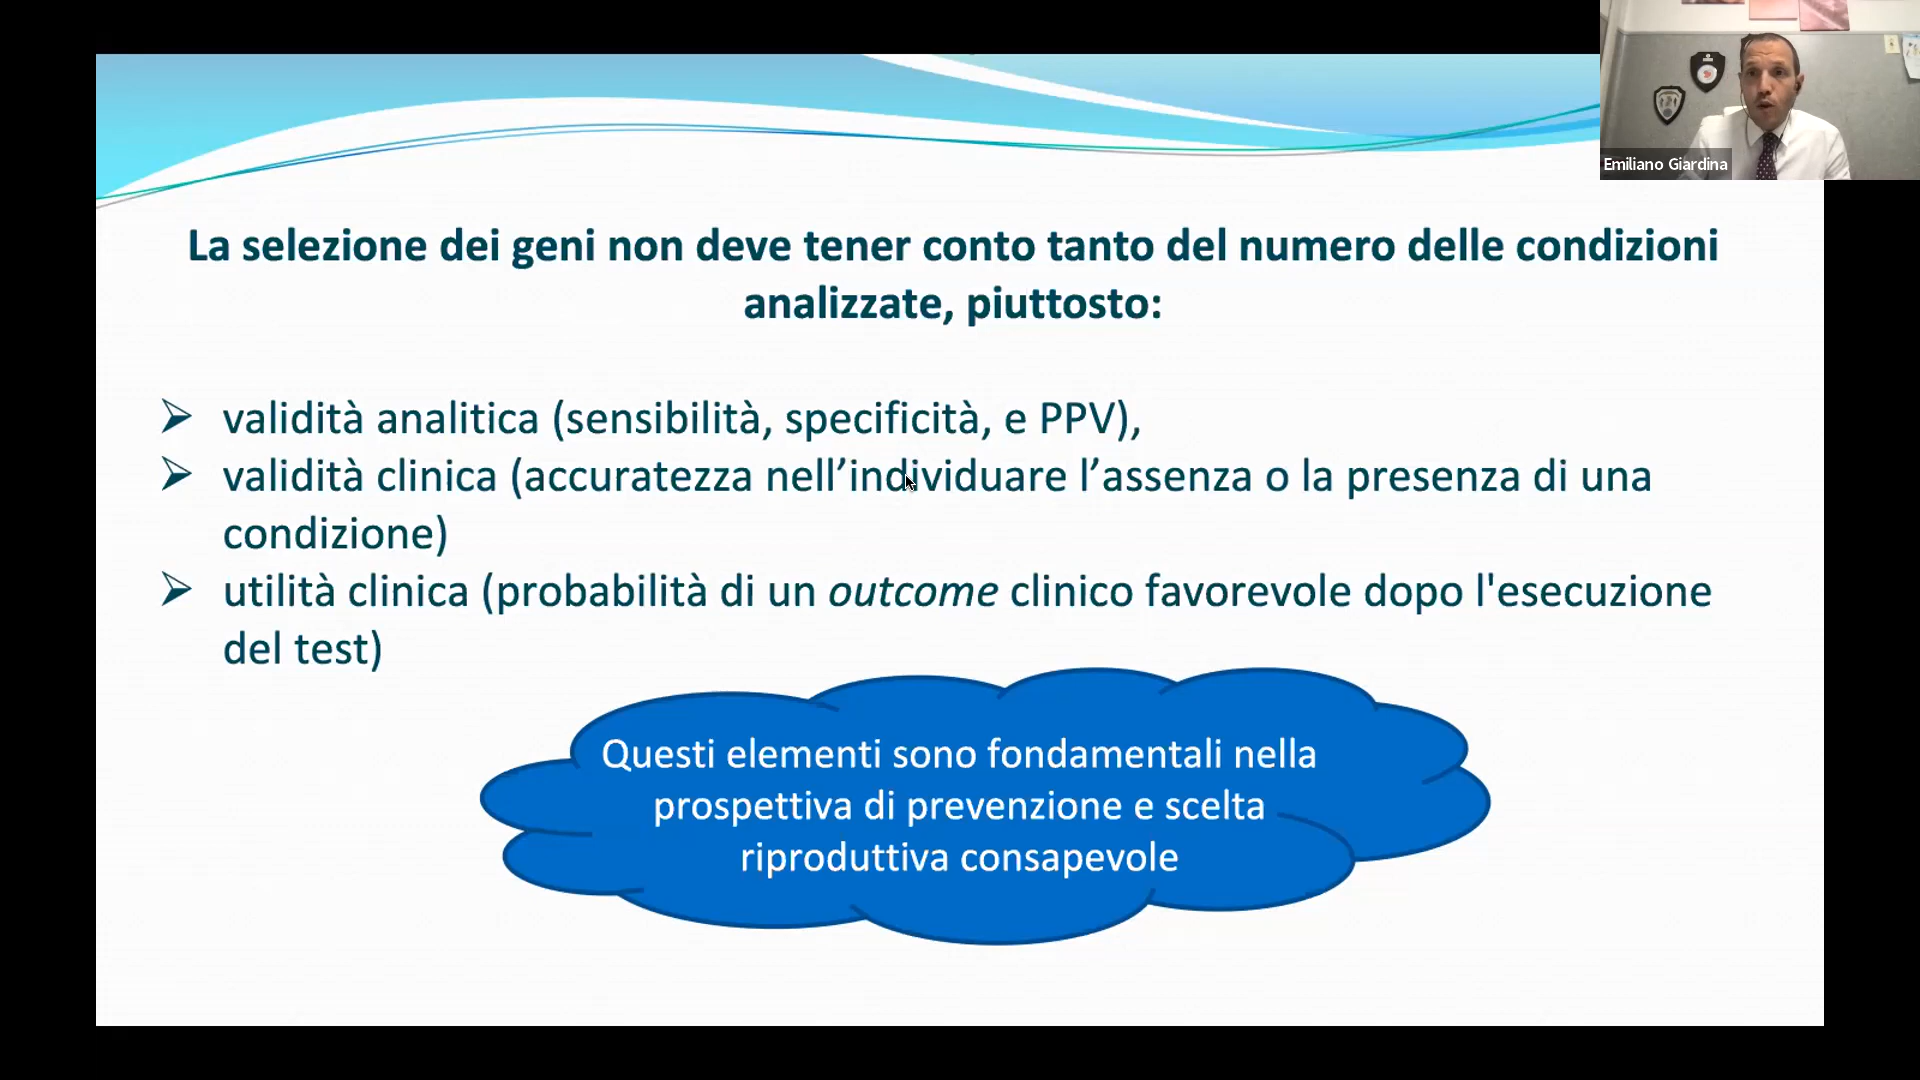 Emiliano Giardina
La selezione dei geni non deve tener conto tanto del numero delle condizioni
analizzate, piuttosto:
validità analitica (sensibilità, specificità, e PPV),
validità clinica (accuratezza nell’individuare l’assenza o la presenza di una
condizione)
utilità clinica (probabilità di un outcome clinico favorevole dopo l'esecuzione
del test)
Questi elementi sono fondamentali nella
prospettiva di prevenzione e scelta
riproduttiva consapevole